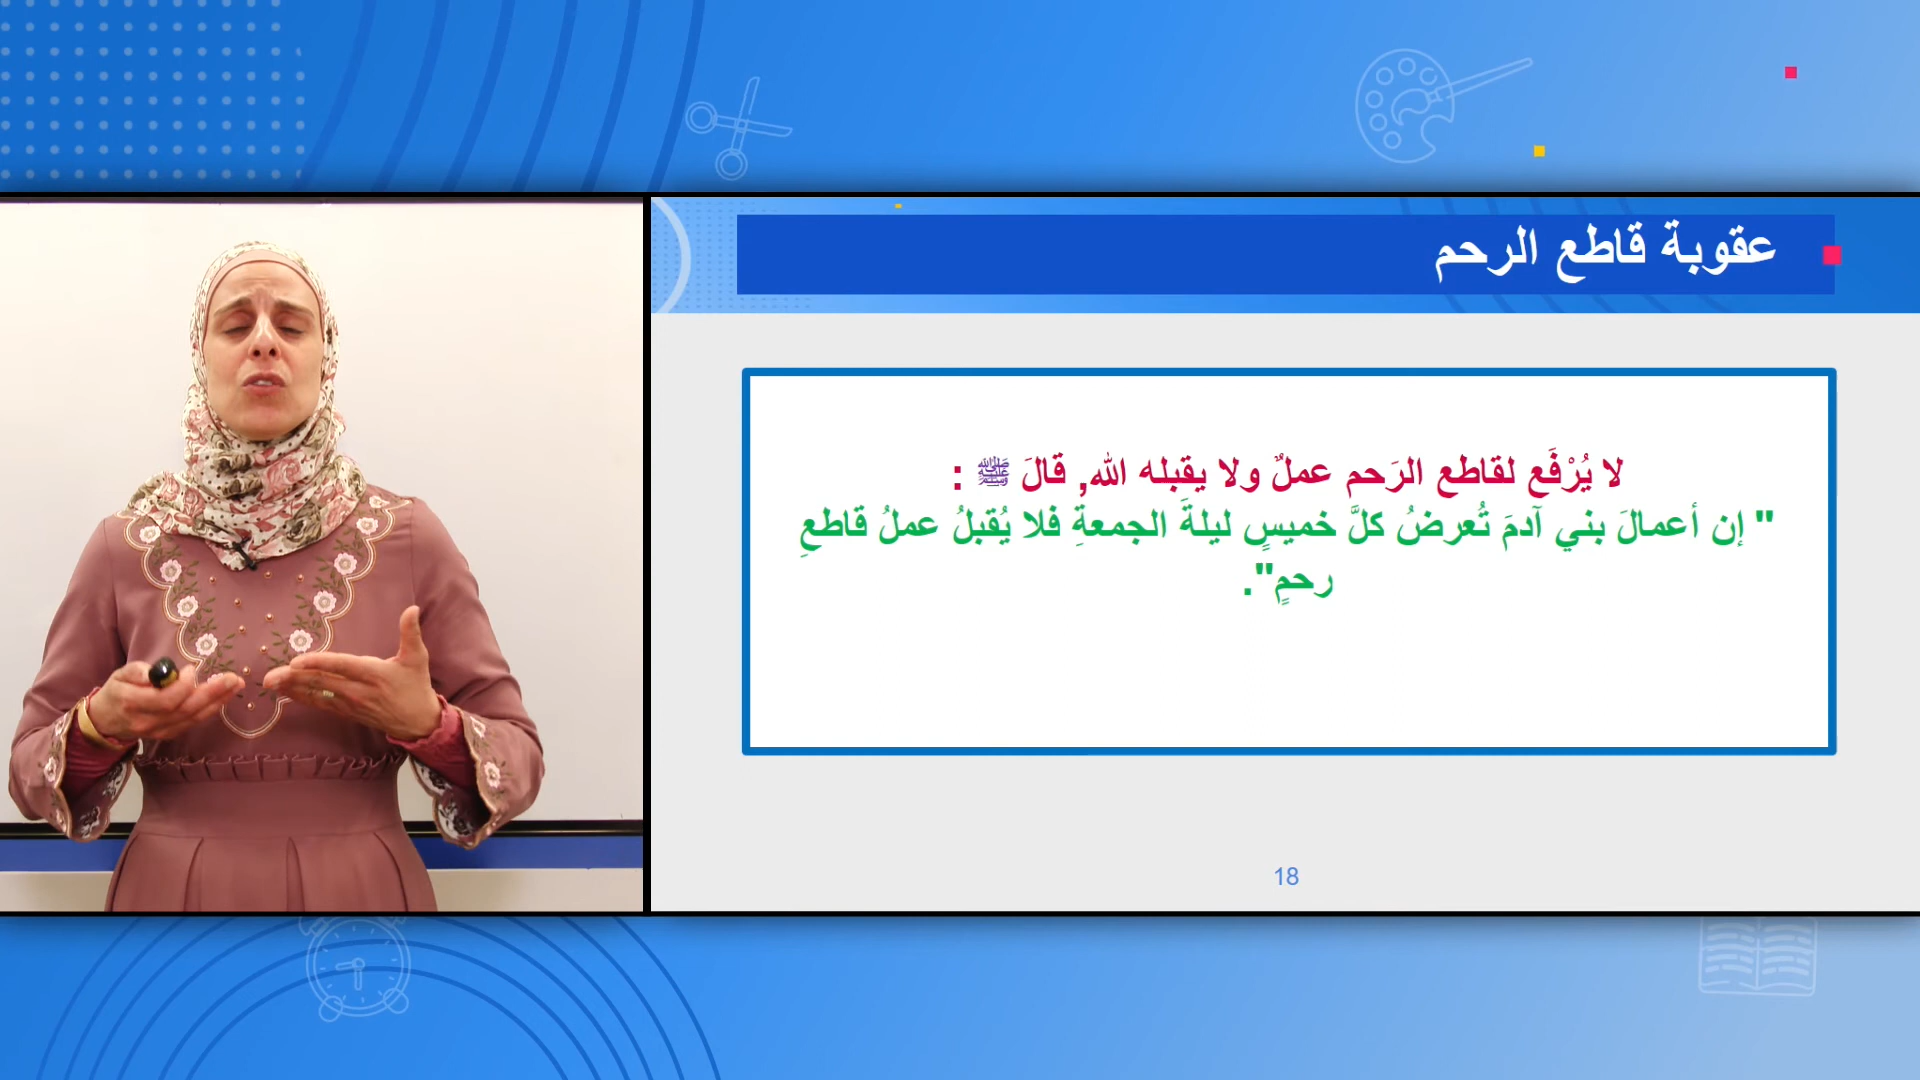 عقوبة قاطع الرحم
لا يُرْفَع لقاطع الرَحم عملٌ ولا يقبله الله, قالَ ﷺ :
" إن أعمالَ بني آدمَ تُعرضُ كلَّ خميسٍ ليلةَ الجمعةِ فلا يُقبلُ عملُ قاطعِ
رحمٍ".
18